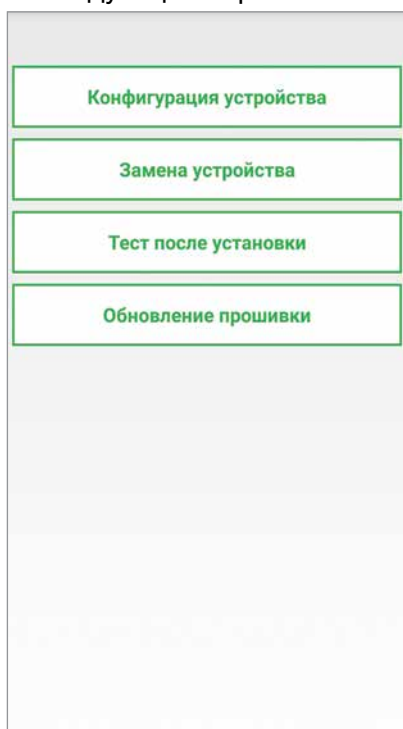 Конфигурация устройства
Замена устройства
Тест после установки
Обновление прошивки